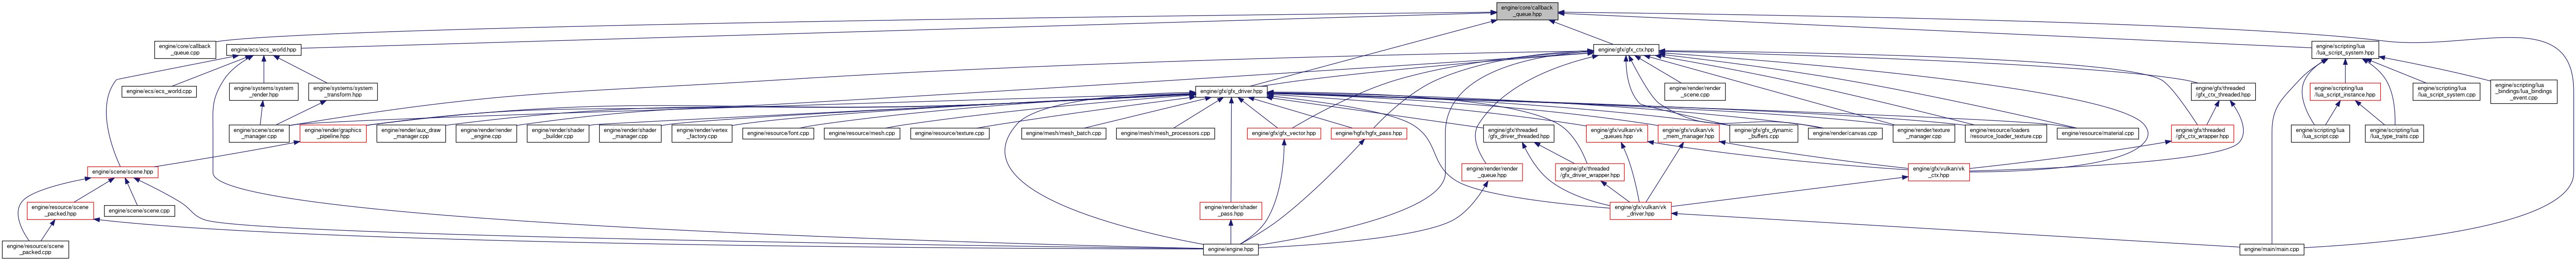 engine/core/callback
_queue.hpp
engine/core/callback
_queue.cpp
engine/ecs/ecs_world.hpp
engine/gfx/gfx_ctx.hpp
engine/scripting/lua
/lua_script_system.hpp
engine/ecs/ecs_world.cpp
engine/systems/system
_render.hpp
engine/systems/system
_transform.hpp
engine/gfx/gfx_driver.hpp
engine/render/render
_scene.cpp
engine/gfx/threaded
/gfx_ctx_threaded.hpp
engine/scripting/lua
/lua_script_instance.hpp
engine/scripting/lua
/lua_script_system.cpp
engine/scripting/lua
_bindings/lua_bindings
_event.cpp
engine/scene/scene
_manager.cpp
engine/render/graphics
_pipeline.hpp
engine/render/aux_draw
_manager.cpp
engine/render/render
_engine.cpp
engine/render/shader
_builder.cpp
engine/render/shader
_manager.cpp
engine/render/vertex
_factory.cpp
engine/resource/font.cpp
engine/resource/mesh.cpp
engine/resource/texture.cpp
engine/mesh/mesh_batch.cpp
engine/mesh/mesh_processors.cpp
engine/gfx/gfx_vector.hpp
engine/hgfx/hgfx_pass.hpp
engine/gfx/threaded
/gfx_driver_threaded.hpp
engine/gfx/vulkan/vk
_queues.hpp
engine/gfx/vulkan/vk
_mem_manager.hpp
engine/gfx/gfx_dynamic
_buffers.cpp
engine/render/canvas.cpp
engine/render/texture
_manager.cpp
engine/resource/loaders
/resource_loader_texture.cpp
engine/resource/material.cpp
engine/gfx/threaded
/gfx_ctx_wrapper.hpp
engine/scripting/lua
/lua_script.cpp
engine/scripting/lua
/lua_type_traits.cpp
engine/scene/scene.hpp
engine/render/render
_queue.hpp
engine/gfx/threaded
/gfx_driver_wrapper.hpp
engine/gfx/vulkan/vk
_ctx.hpp
engine/resource/scene
_packed.hpp
engine/scene/scene.cpp
engine/render/shader
_pass.hpp
engine/gfx/vulkan/vk
_driver.hpp
engine/resource/scene
_packed.cpp
engine/engine.hpp
engine/main/main.cpp